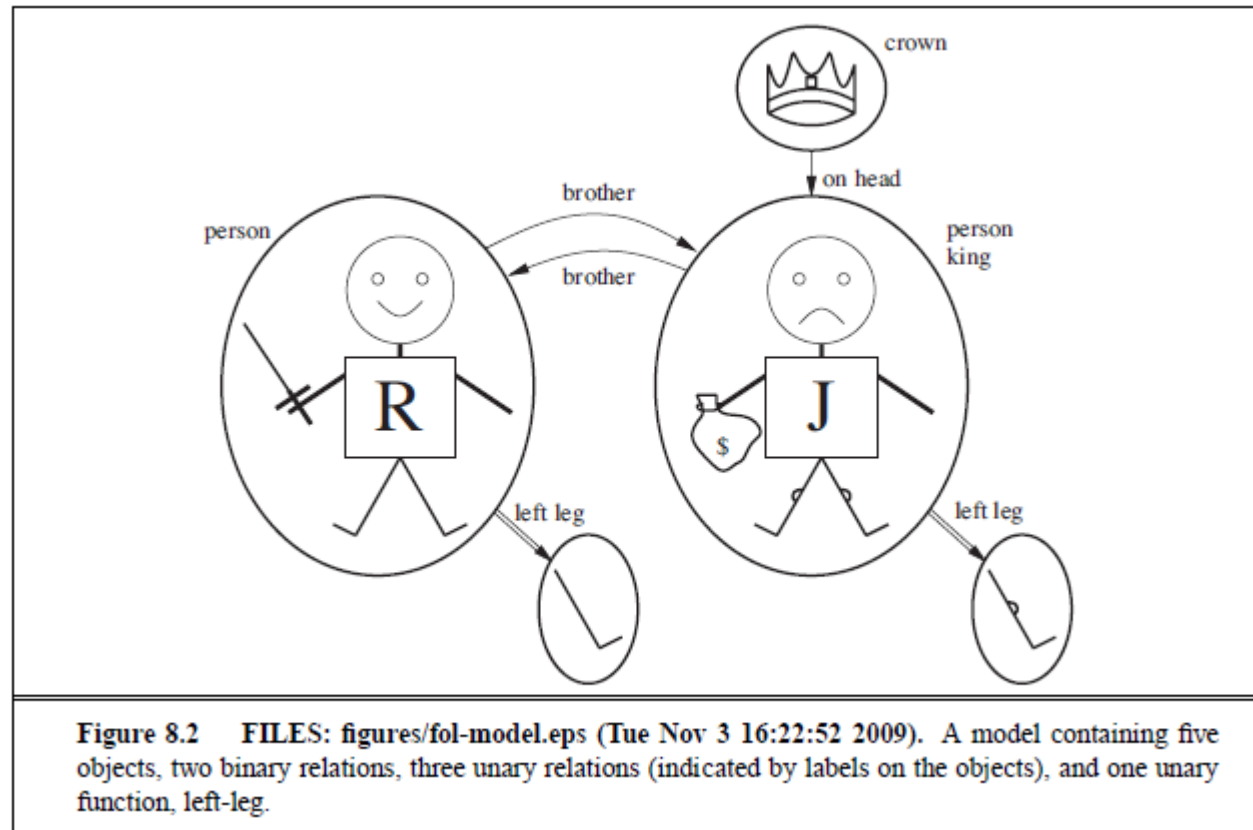 crown
on head
brother
person
person
king
brother
R
J
$
left leg
left leg
Figure 8.2 FILES: figures/fol-model.eps (Tue Nov 3 16:22:52 2009). A model containing five
objects, two binary relations, three unary relations (indicated by labels on the objects), and one unary
function, left-leg.